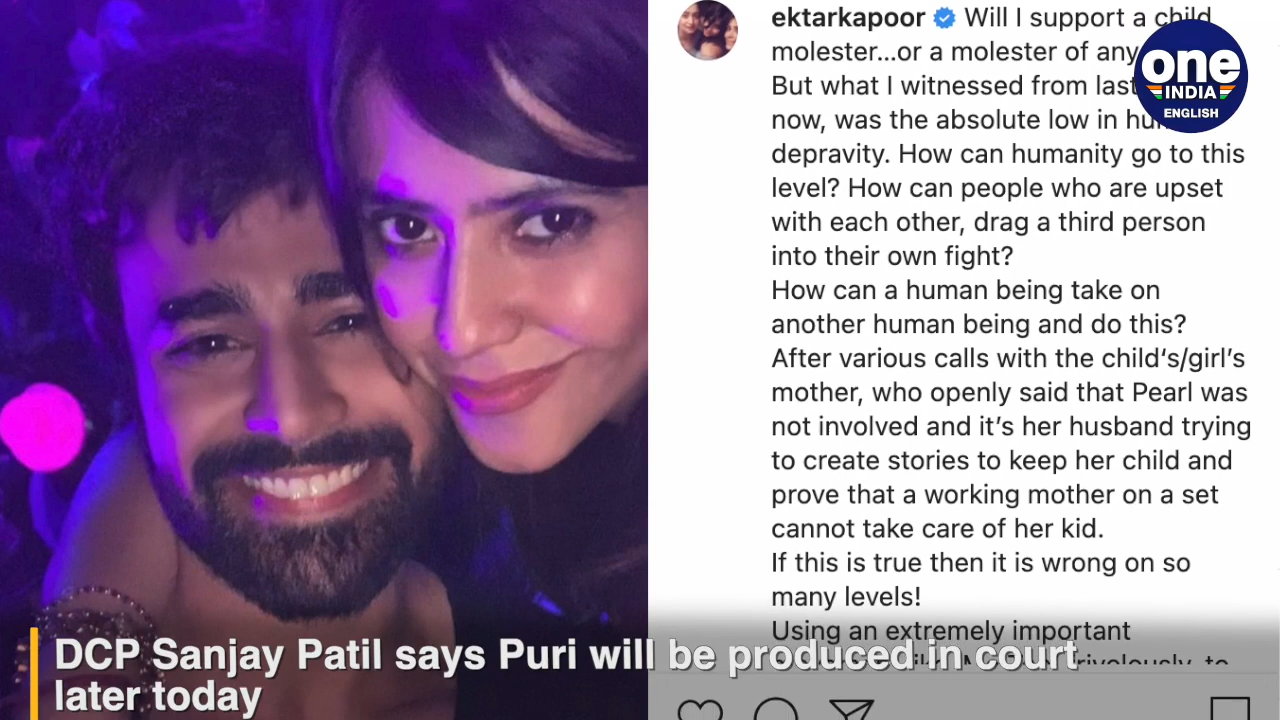 ektarkapoor Will I support a child
molester...or a molester of any
But what I witnessed from last
now, was the absolute low in
depravity. How can humanity go to this
level? How can people who are upset
with each other, drag a third person
into their own fight?
How can a human being take on
another human being and do this?
After various calls with the child‘s/girl’s
mother, who openly said that Pearl was
not involved and it’s her husband trying
to create stories to keep her child and
prove that a working mother on a set
cannot take care of her kid.
If this is true then it is wrong on so
many levels!
Using an extremely important
one
INDIA
ENGLISH
DCP Sanjay Patil says Puri will be produced in court
later today